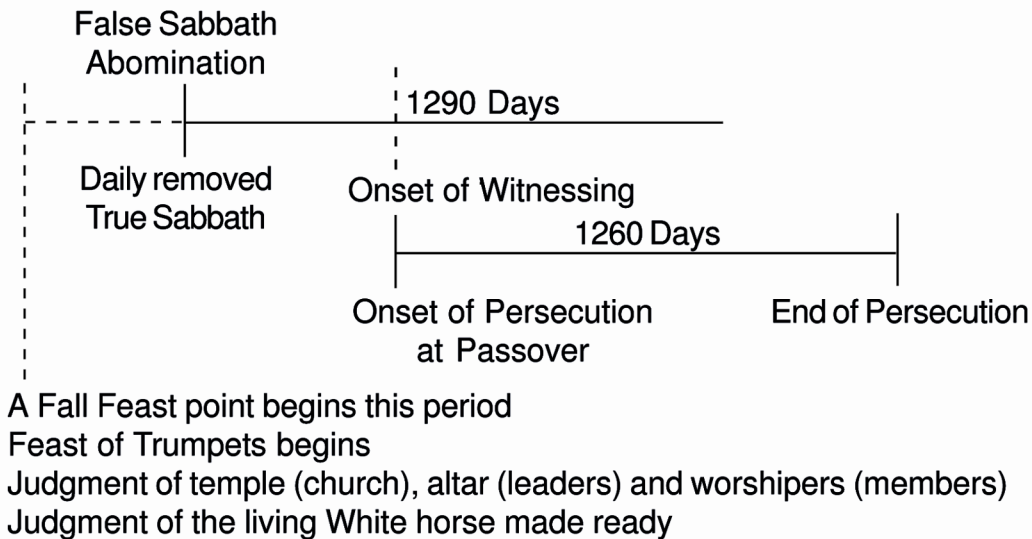 False Sabbath
Abomination
1290 Days
Daily removed
True Sabbath
Onset of Witnessing
1260 Days
Onset of Persecution
at Passover
End of Persecution
A Fall Feast point begins this period
Feast of Trumpets begins
Judgment of temple (church), altar (leaders) and worshipers (members)
Judgment of the living White horse made ready